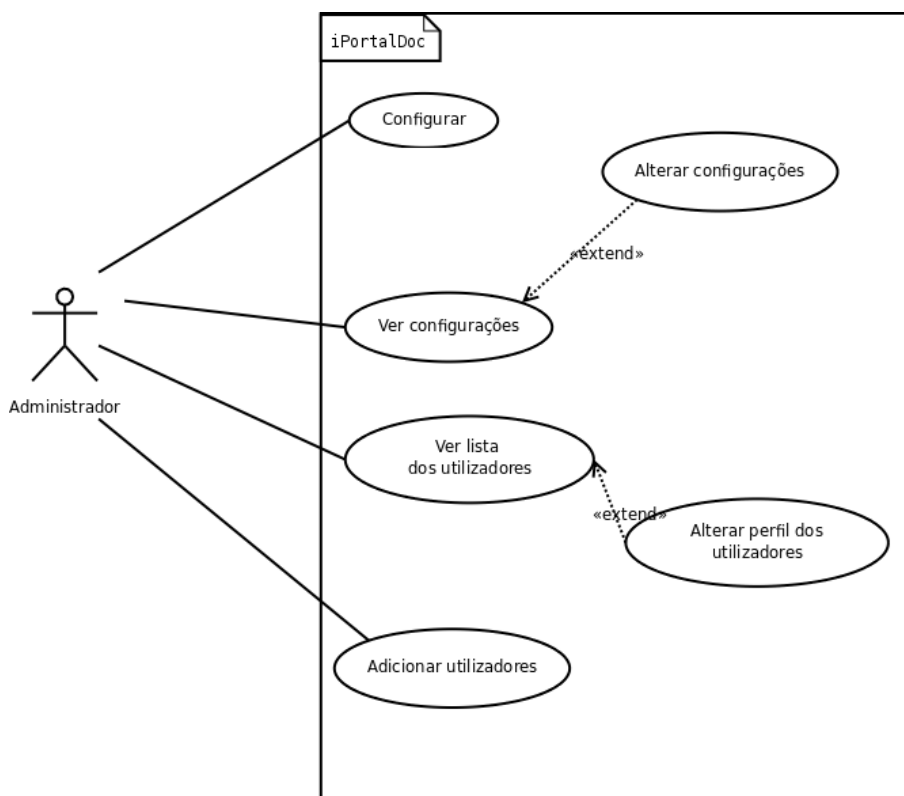 iPortalDoc
Configurar
Alterar configurações
«extend»
Ver configurações
Administrador
Ver lista
dos utilizadores
«extend»
Alterar perfil dos
utilizadores
Adicionar utilizadores